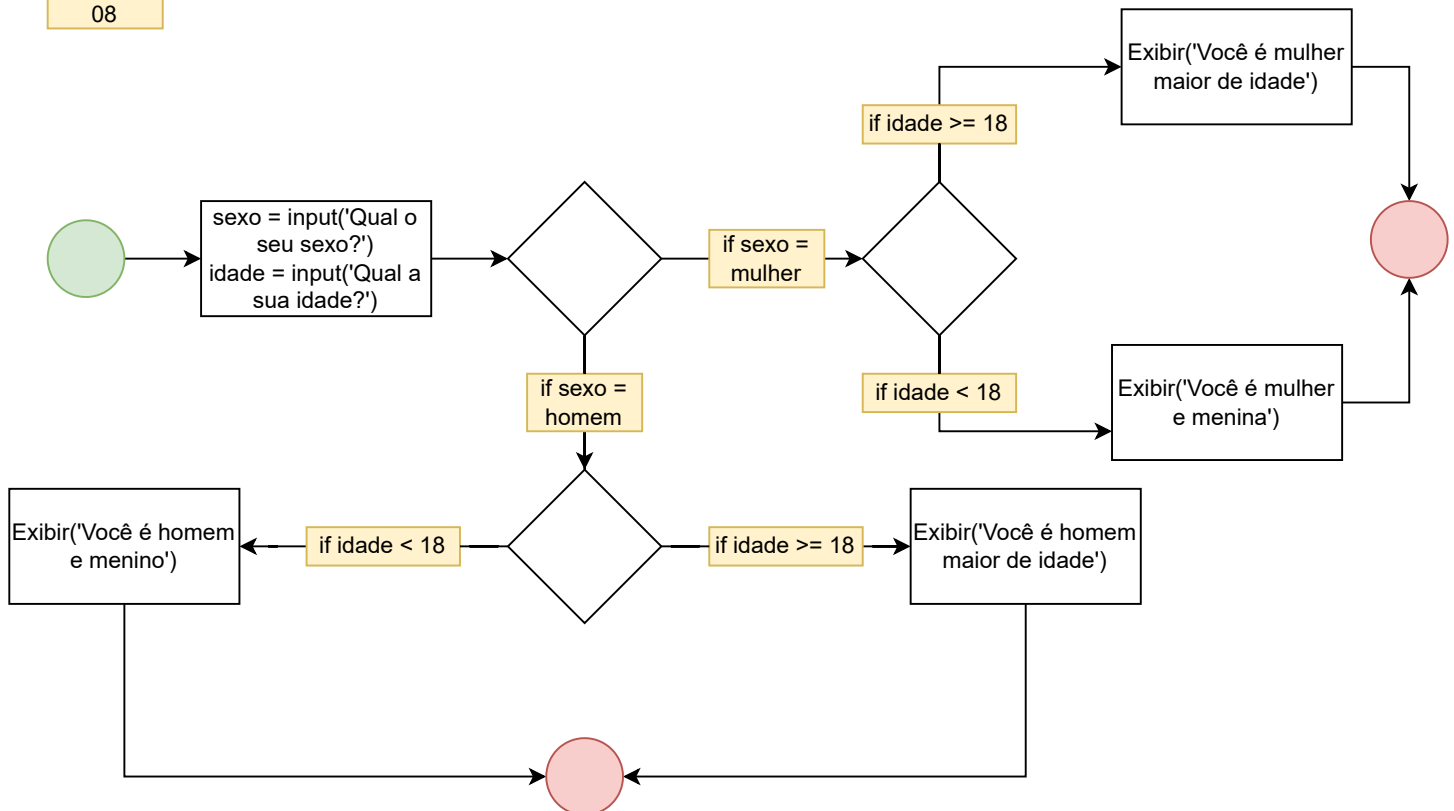 08
sexo = input('Qual o
seu sexo?')
idade = input('Qual a
sua idade?')
if sexo =
mulher
if idade >= 18
Exibir('Você é mulher
maior de idade')
if idade < 18
Exibir('Você é mulher
e menina')
if sexo =
homem
Exibir('Você é homem
e menino')
if idade < 18
if idade >= 18
Exibir('Você é homem
maior de idade')